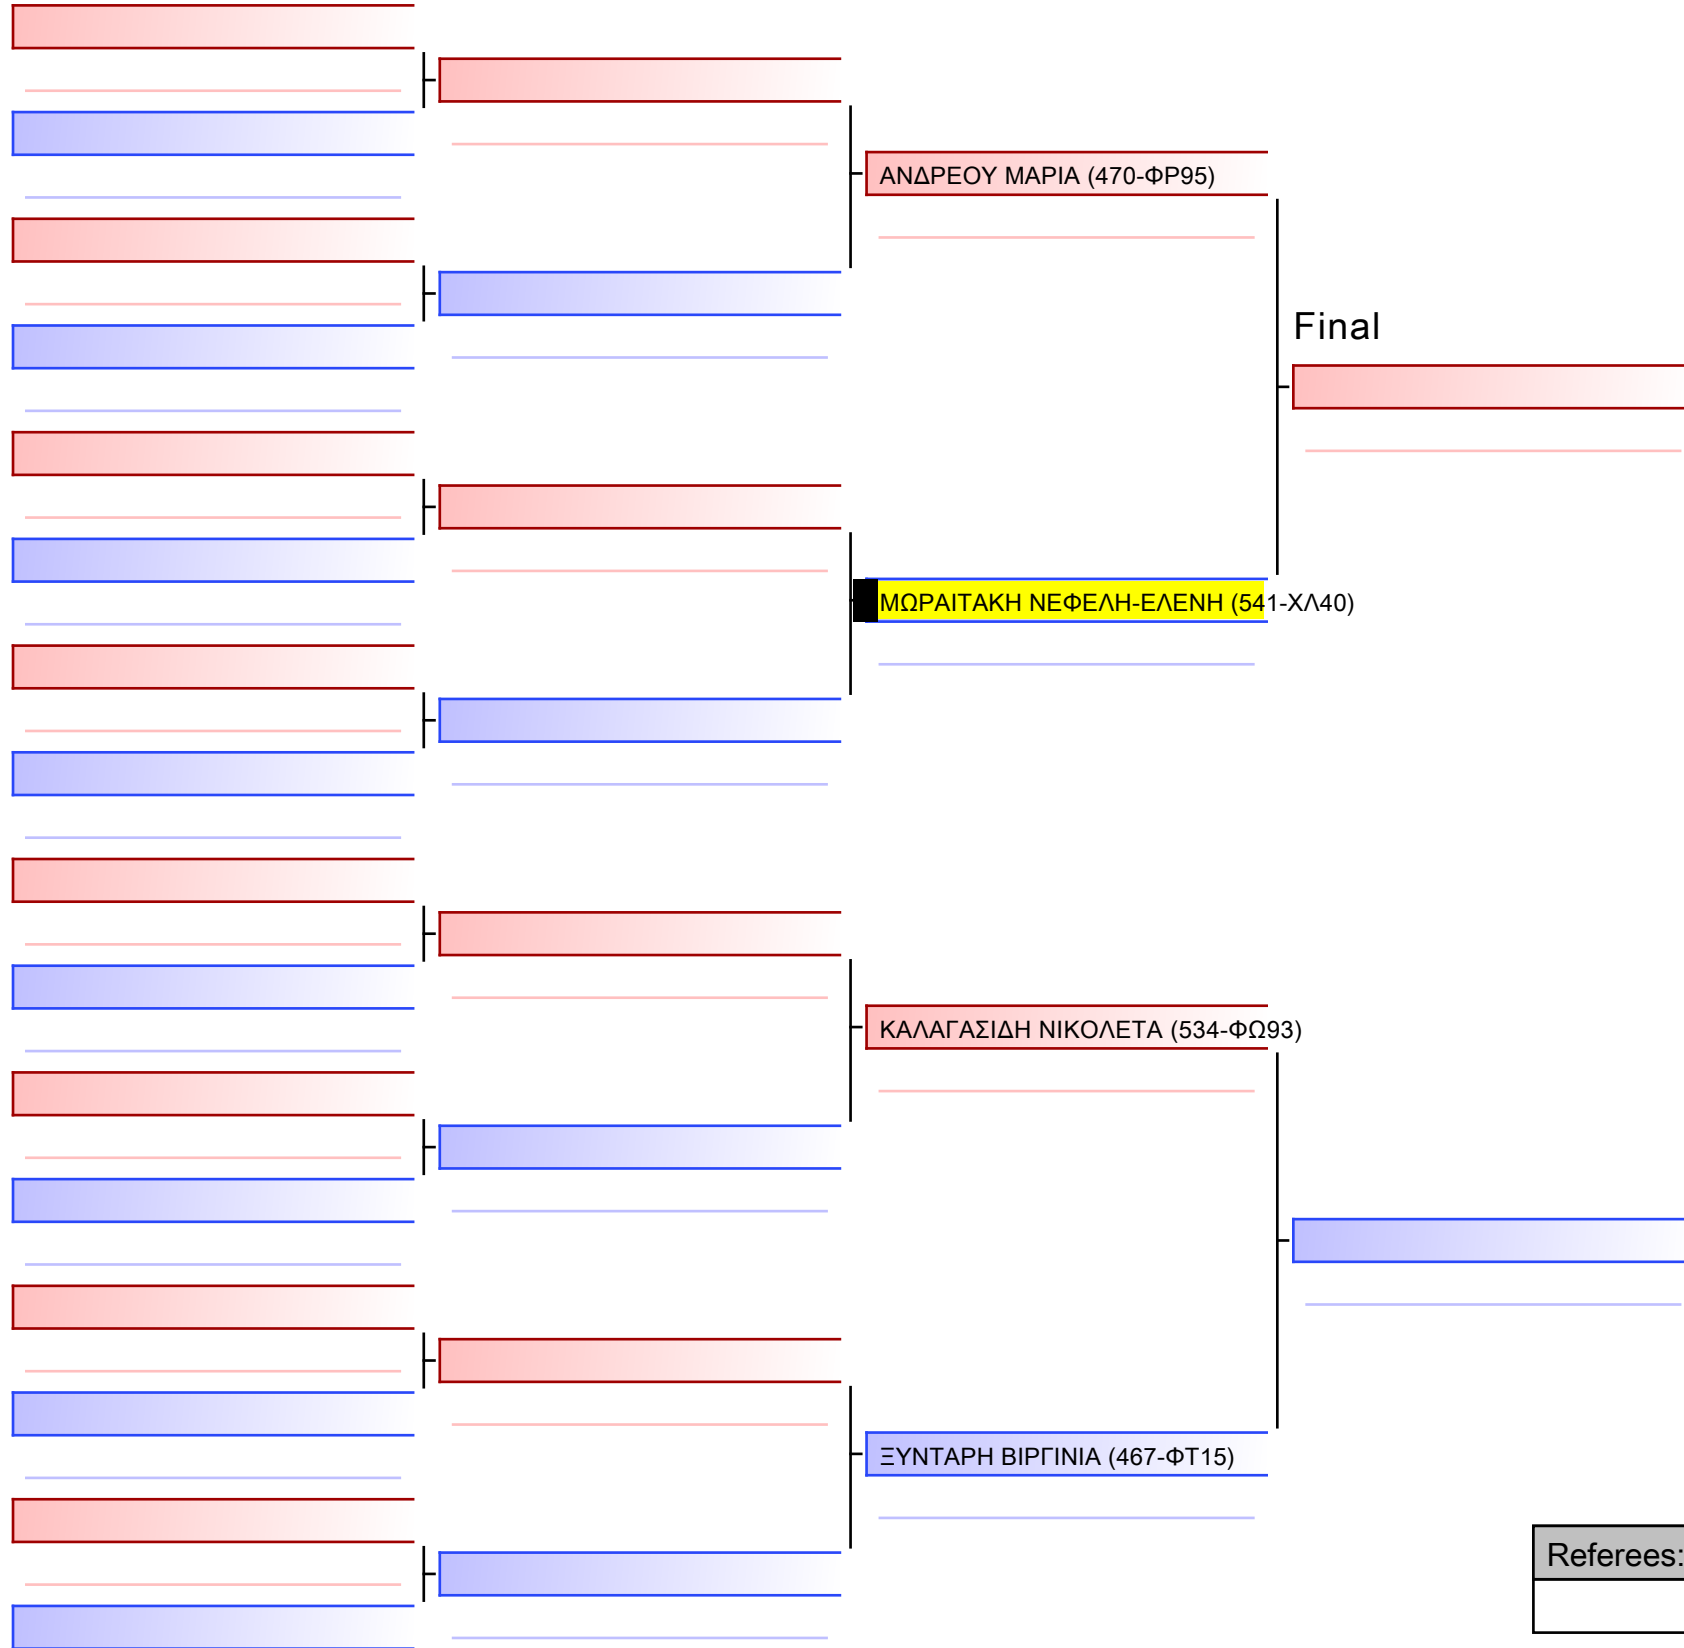 ΑΝΔΡΕΟΥ ΜΑΡΙΑ (470-ΦΡ95)
Final
ΜΩΡΑΙΤΑΚΗ ΝΕΦΕΛΗ-ΕΛΕΝΗ (541-ΧΛ40)
ΚΑΛΑΓΑΣΙΔΗ ΝΙΚΟΛΕΤΑ (534-ΦΩ93)
ΞΥΝΤΑΡΗ ΒΙΡΓΙΝΙΑ (467-ΦΤ15)
Referees: